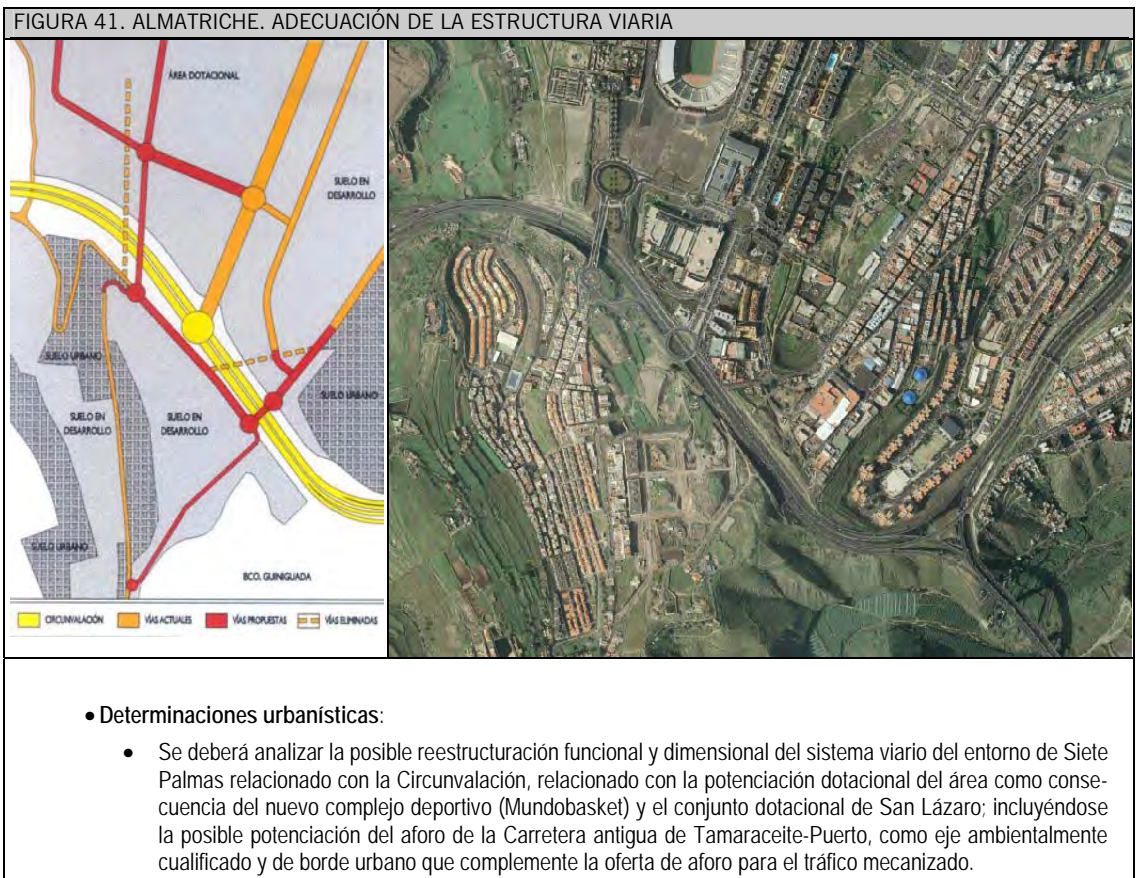 FIGURA 41. ALMATRICHE. ADECUACIÓN DE LA ESTRUCTURA VIARIA
ÁREA DOTACIONAL
SUELO EN
DESARROLLO
SUELO URBANO
SUELO URBANO
SUELO EN
DESARROLLO
SUELO EN
DESARROLLO
SUELO URBANO
BCO. GUINIGUADA
CIRCUNVALACIÓN
VÍAS ACTUALES
VÍAS PROPUESTAS
VÍAS ELIMINADAS
• Determinaciones urbanísticas:
• Se deberá analizar la posible reestructuración funcional y dimensional del sistema viario del entorno de Siete
Palmas relacionado con la Circunvalación, relacionado con la potenciación dotacional del área como conse-
cuencia del nuevo complejo deportivo (Mundobasket) y el conjunto dotacional de San Lázaro; incluyéndose
la posible potenciación del aforo de la Carretera antigua de Tamaraceite-Puerto, como eje ambientalmente
cualificado y de borde urbano que complemente la oferta de aforo para el tráfico mecanizado.